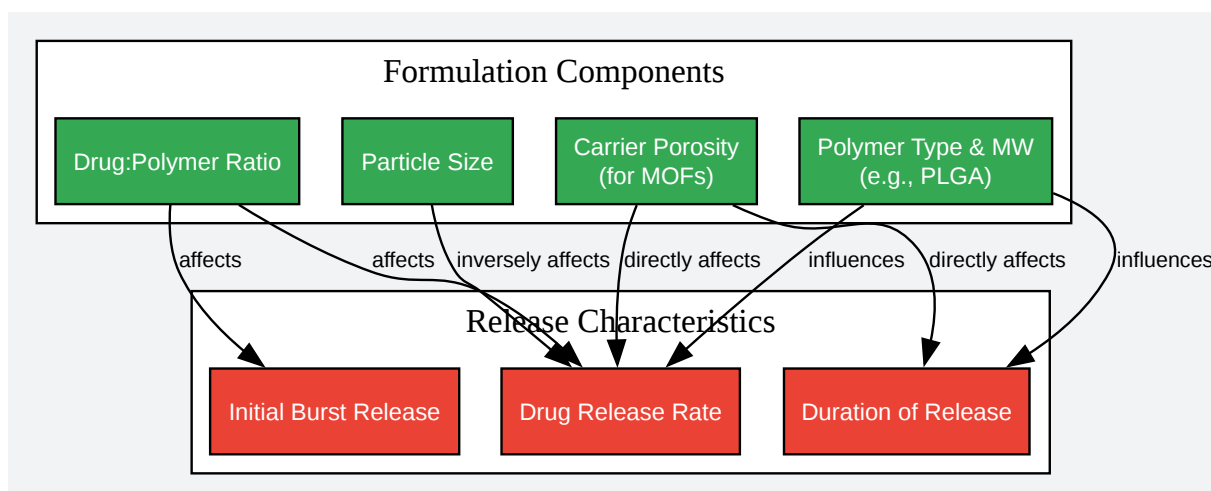 Formulation Components
Drug:Polymer Ratio
Particle Size
Carrier Porosity
(for MOFs)
Polymer Type & MW
(e.g., PLGA)
affects
affects
inversely affects
directly affects
influences
directly affects
influences
Release Characteristics
Initial Burst Release
Drug Release Rate
Duration of Release